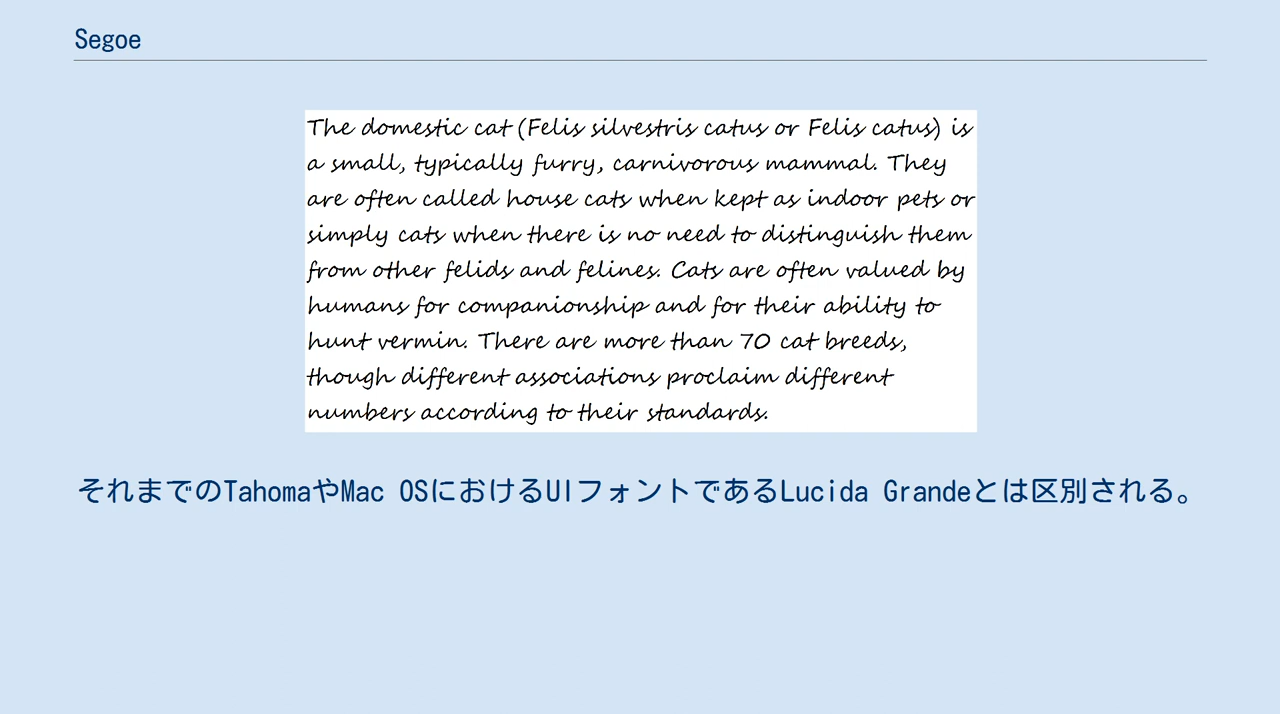 Segoe
The domestic cat (Felis silvestris catus or Felis catus) is
a small, typically furry, carnivorous mammal. They
are often called house cats when kept as indoor pets or
simply cats when there is no need to distinguish them
from other felids and felines. Cats are often valued by
humans for companionship and for their ability to
hunt vermin. There are more than 70 cat breeds,
though different associations proclaim different
numbers according to their standards.
それまでのTahomaやMac OSにおけるUIフォントであるLucida Grandeとは区別される。